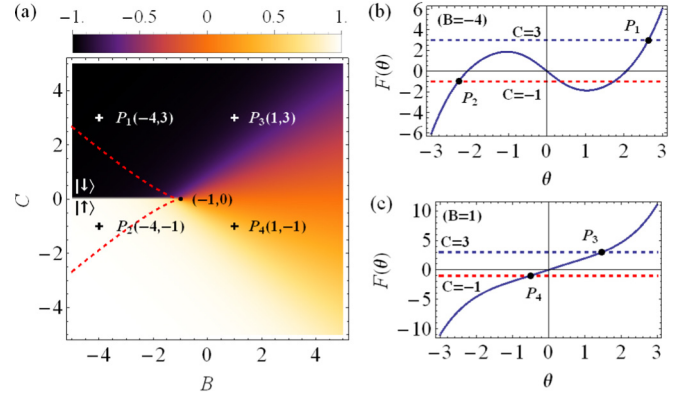 (a)
-1. -0.5 0 0.5 1.
C
4
2
0
−2
−4
P1(−4,3)
P3(1,3)
|↓⟩
|↑⟩
(−1,0)
P2(−4,−1)
P4(1,−1)
−4 −2 0 2 4
B
(b)
(B=−4)
C=3
P1
F(θ)
6
4
2
0
−2
−4
−6
P2
C=−1
−3 −2 −1 0 1 2 3
θ
(c)
(B=1)
C=3
P3
F(θ)
10
5
0
−5
−10
C=−1
P4
−3 −2 −1 0 1 2 3
θ